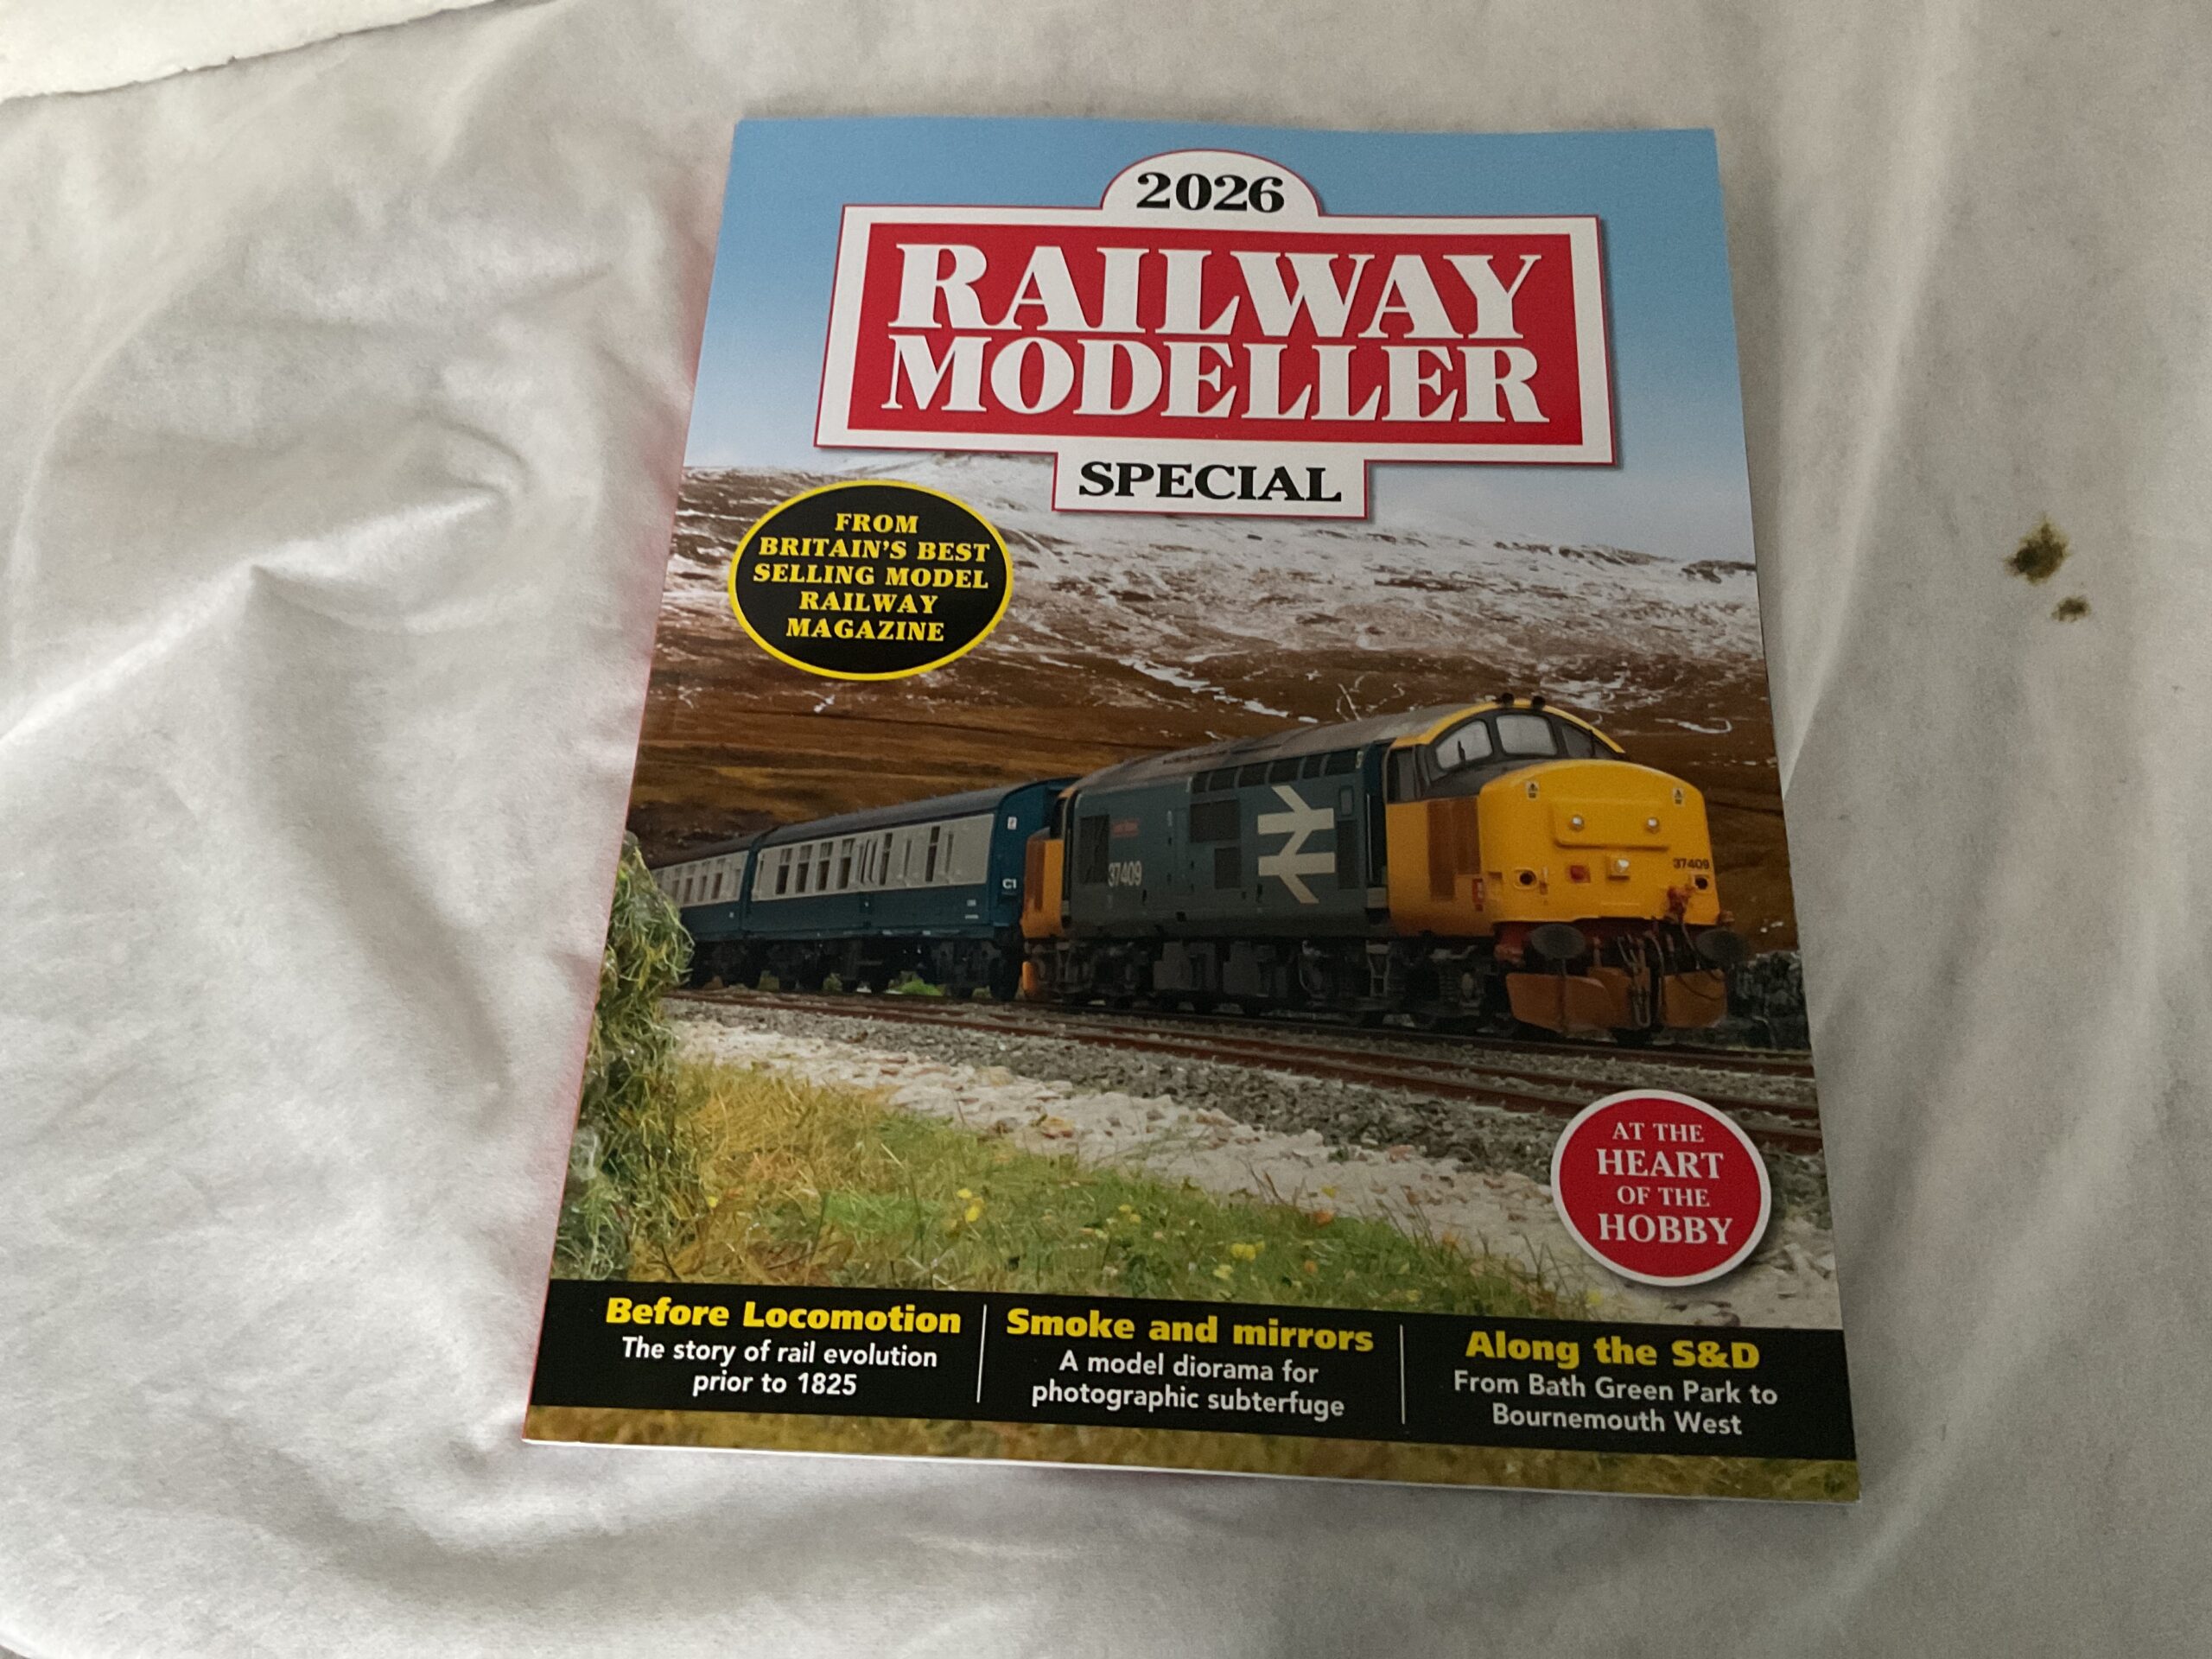 2026
RAILWAY
MODELLER
SPECIAL
FROM
BRITAIN'S BEST
SELLING MODEL
RAILWAY
MAGAZINE
C1
37409
37409
AT THE
HEART
OF THE
HOBBY
Before Locomotion
The story of rail evolution
prior to 1825
Smoke and mirrors
A model diorama for
photographic subterfuge
Along the S&D
From Bath Green Park to
Bournemouth West